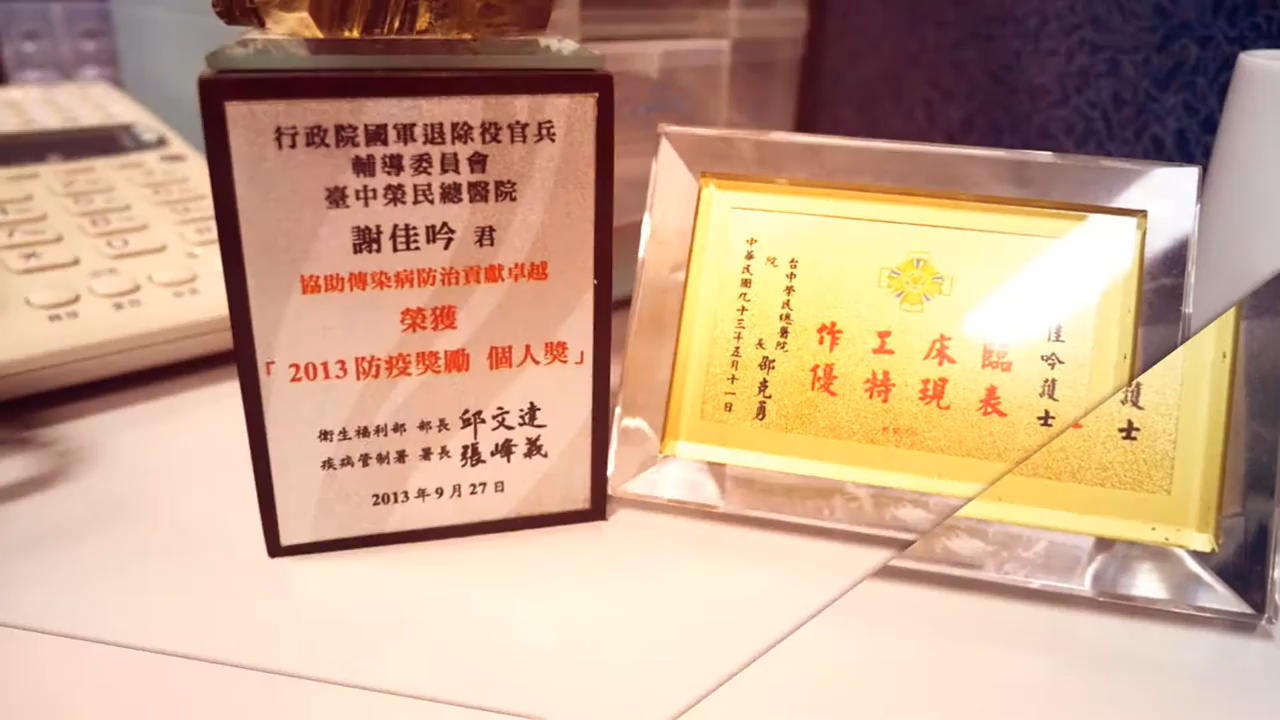 行政院國軍退除役官兵
輔導委員會
臺中榮民總醫院
謝佳吟 君
協助傳染病防治貢獻卓越
榮獲
「2013防疫獎勵 個人獎」
衛生福利部 部長 邱文達
疾病管制署 署長 張峰義
2013年9月27日
佳吟護士
臨床工作
表現特優
台中榮民總醫院
院長 邵克勇
中華民國九十三年五月十一日
護士